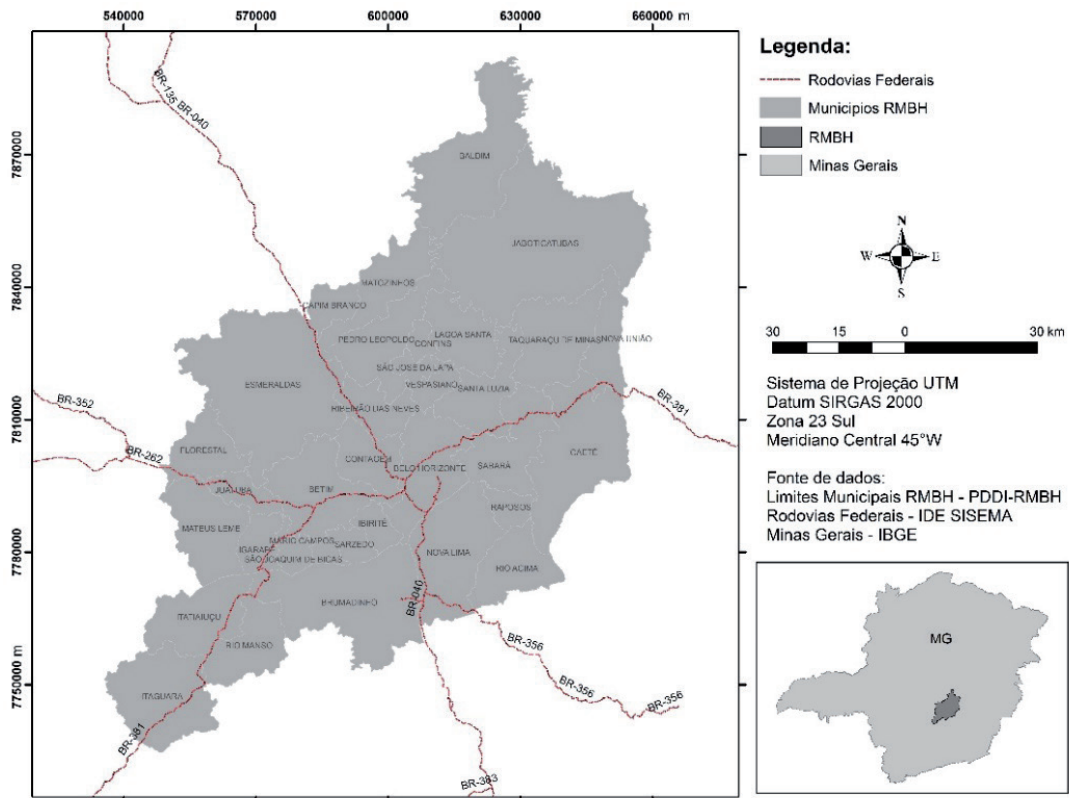 540000 570000 600000 630000 660000 m
7870000
7840000
7810000
7780000
7750000 m
BR-135
BR-040
BALDIM
JABOTICATUBAS
MATOZINHOS
CAPIM BRANCO
PEDRO LEOPOLDO
LAGOA SANTA
CONFINS
TAQUARAÇU DE MINAS
NOVA UNIÃO
SÃO JOSE DA LAPA
ESMERALDAS
VESPASIANO
SANTA LUZIA
RIBEIRÃO DAS NEVES
BR-381
BR-352
FLORESTAL
BR-262
CONTAGEM
BELO HORIZONTE
SABARÁ
CAETÉ
JUATUBA
BETIM
RAPOSOS
MATEUS LEME
IBIRITÉ
MÁRIO CAMPOS
SARZEDO
IGARAPÉ
SÃO JOAQUIM DE BICAS
NOVA LIMA
RIO ACIMA
BRUMADINHO
BR-040
ITATIAIUÇU
RIO MANSO
BR-356
BR-356
BR-356
ITAGUARA
BR-381
BR-383
Legenda:
Rodovias Federais
Municipios RMBH
RMBH
Minas Gerais
N
W E
S
30 15 0 30 km
Sistema de Projeção UTM
Datum SIRGAS 2000
Zona 23 Sul
Meridiano Central 45°W
Fonte de dados:
Limites Municipais RMBH - PDDI-RMBH
Rodovias Federais - IDE SISEMA
Minas Gerais - IBGE
MG